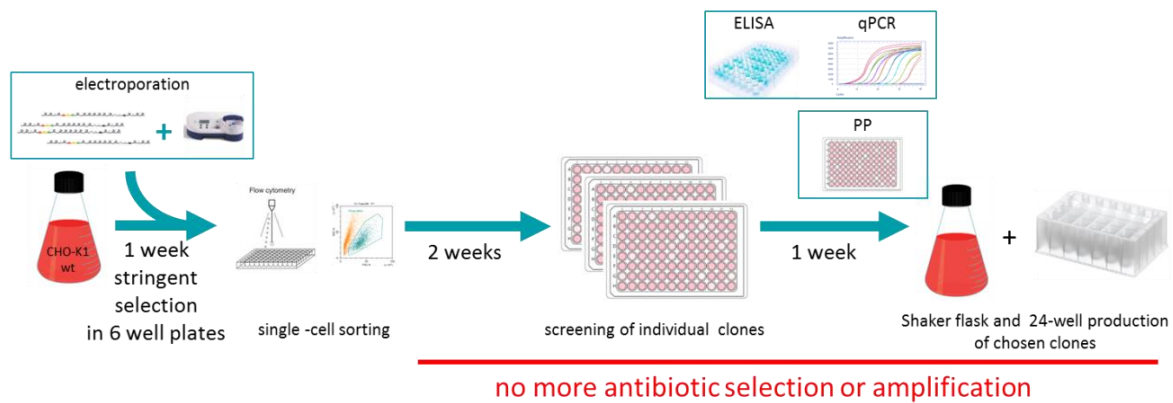 electroporation
+
CHO-K1
wt
1 week
stringent
selection
in 6 well plates
Flow cytometry
single -cell sorting
2 weeks
screening of individual clones
ELISA
qPCR
PP
1 week
+
Shaker flask and 24-well production
of chosen clones
no more antibiotic selection or amplification